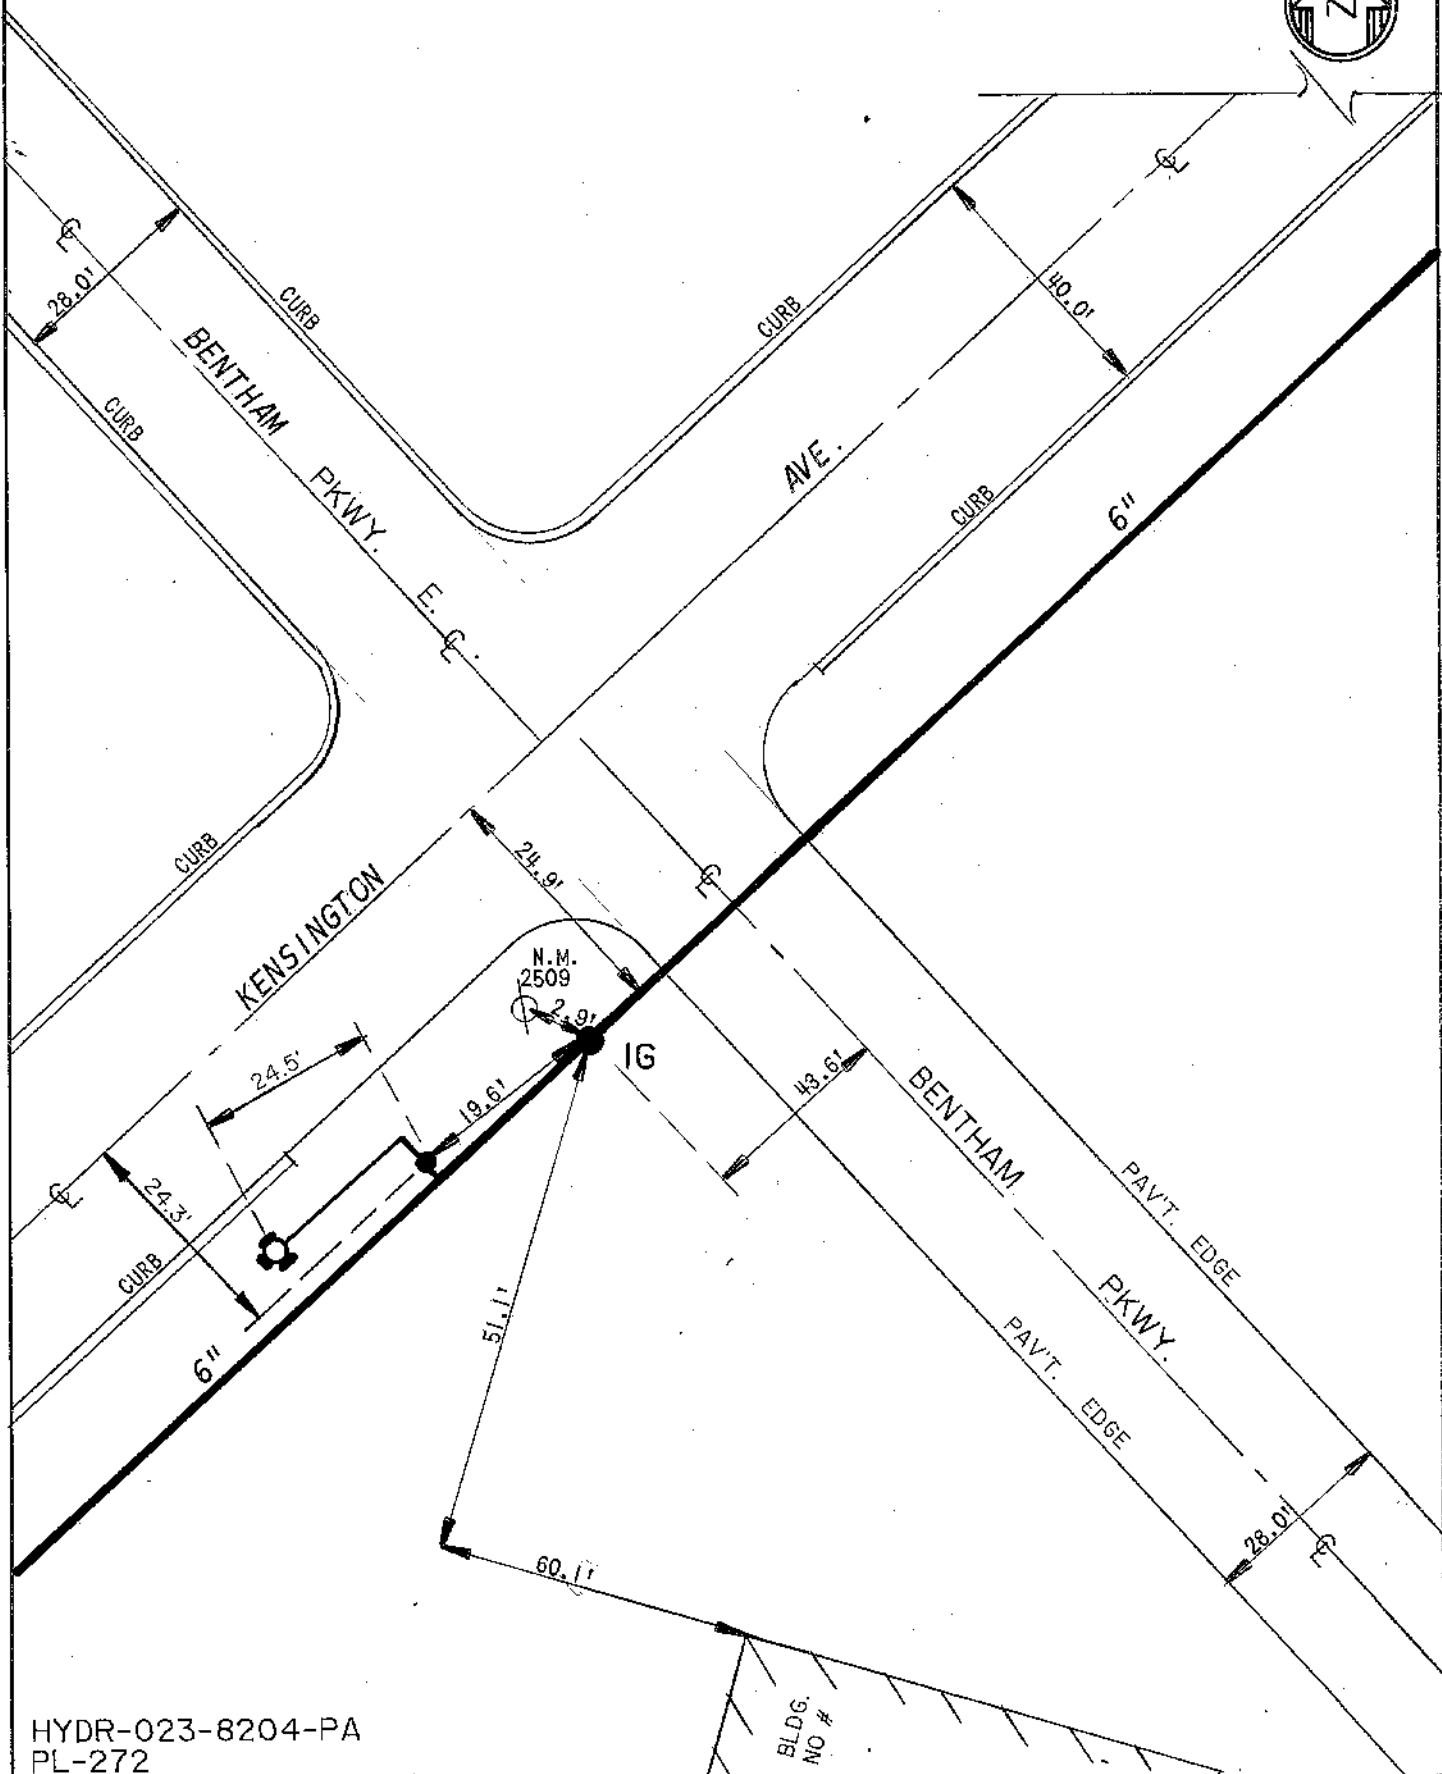 N
℄
28.0'
CURB
CURB
BENTHAM PKWY. E.
℄
CURB
℄
40.0'
AVE.
CURB
6"
CURB
KENSINGTON
24.9'
℄
N.M.
2509
2.9'
1G
24.5'
19.6'
43.6'
℄
24.3'
CURB
6"
51.1'
BENTHAM PKWY.
PAV'T. EDGE
PAV'T. EDGE
28.0'
℄
60.1'
BLDG.
NO #
HYDR-023-8204-PA
PL-272